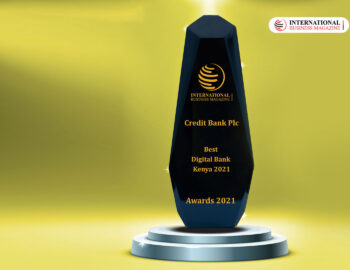 INTERNATIONAL
BUSINESS MAGAZINE
INTERNATIONAL
BUSINESS MAGAZINE
Credit Bank Plc
Best
Digital Bank
Kenya 2021
Awards 2021